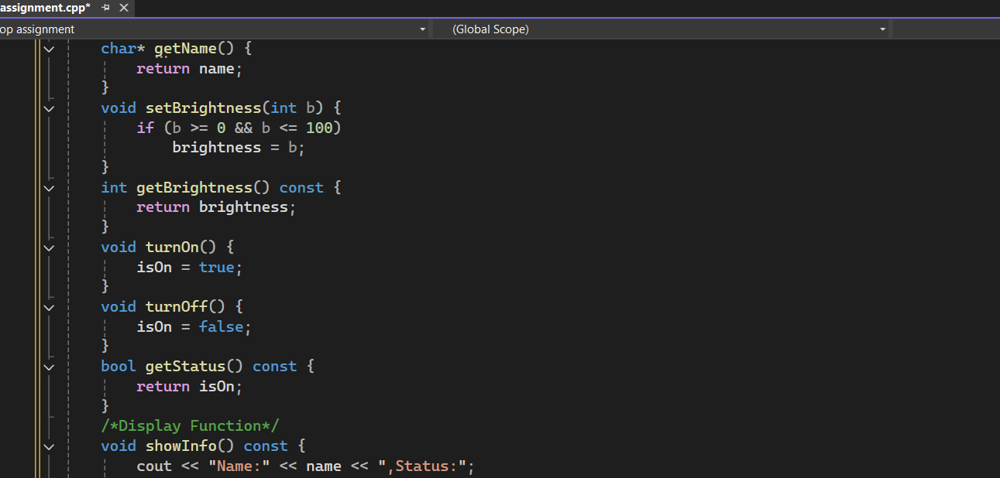 assignment.cpp*
op assignment
(Global Scope)
char* getName() {
return name;
}
void setBrightness(int b) {
if (b >= 0 && b <= 100)
brightness = b;
}
int getBrightness() const {
return brightness;
}
void turnOn() {
isOn = true;
}
void turnOff() {
isOn = false;
}
bool getStatus() const {
return isOn;
}
/*Display Function*/
void showInfo() const {
cout << "Name:" << name << ",Status:";